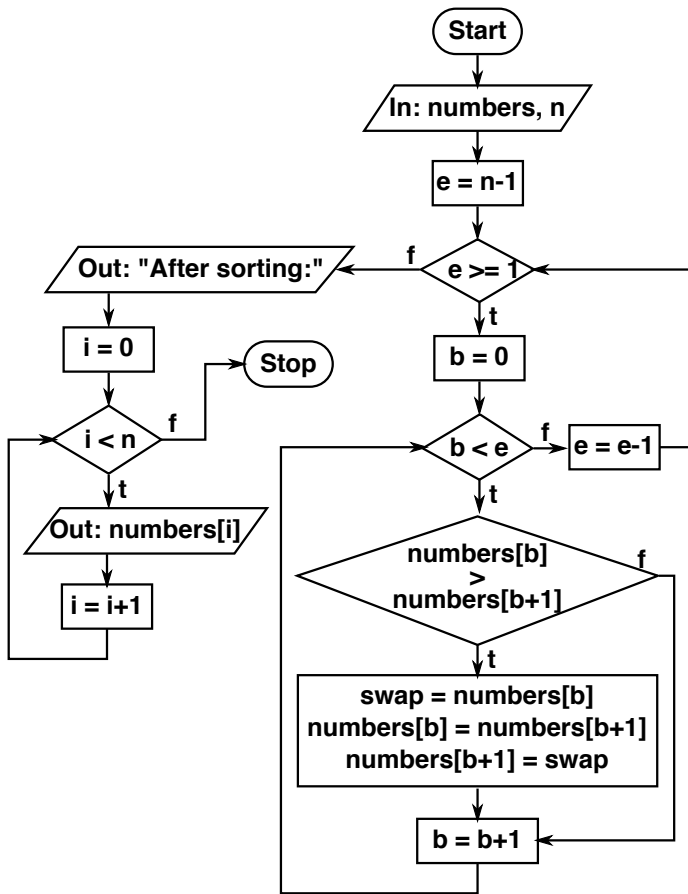 Start
In: numbers, n
e = n-1
e >= 1
f
t
Out: "After sorting:"
i = 0
Stop
i < n
f
t
Out: numbers[i]
i = i+1
b = 0
b < e
f
e = e-1
t
numbers[b]
>
numbers[b+1]
f
t
swap = numbers[b]
numbers[b] = numbers[b+1]
numbers[b+1] = swap
b = b+1